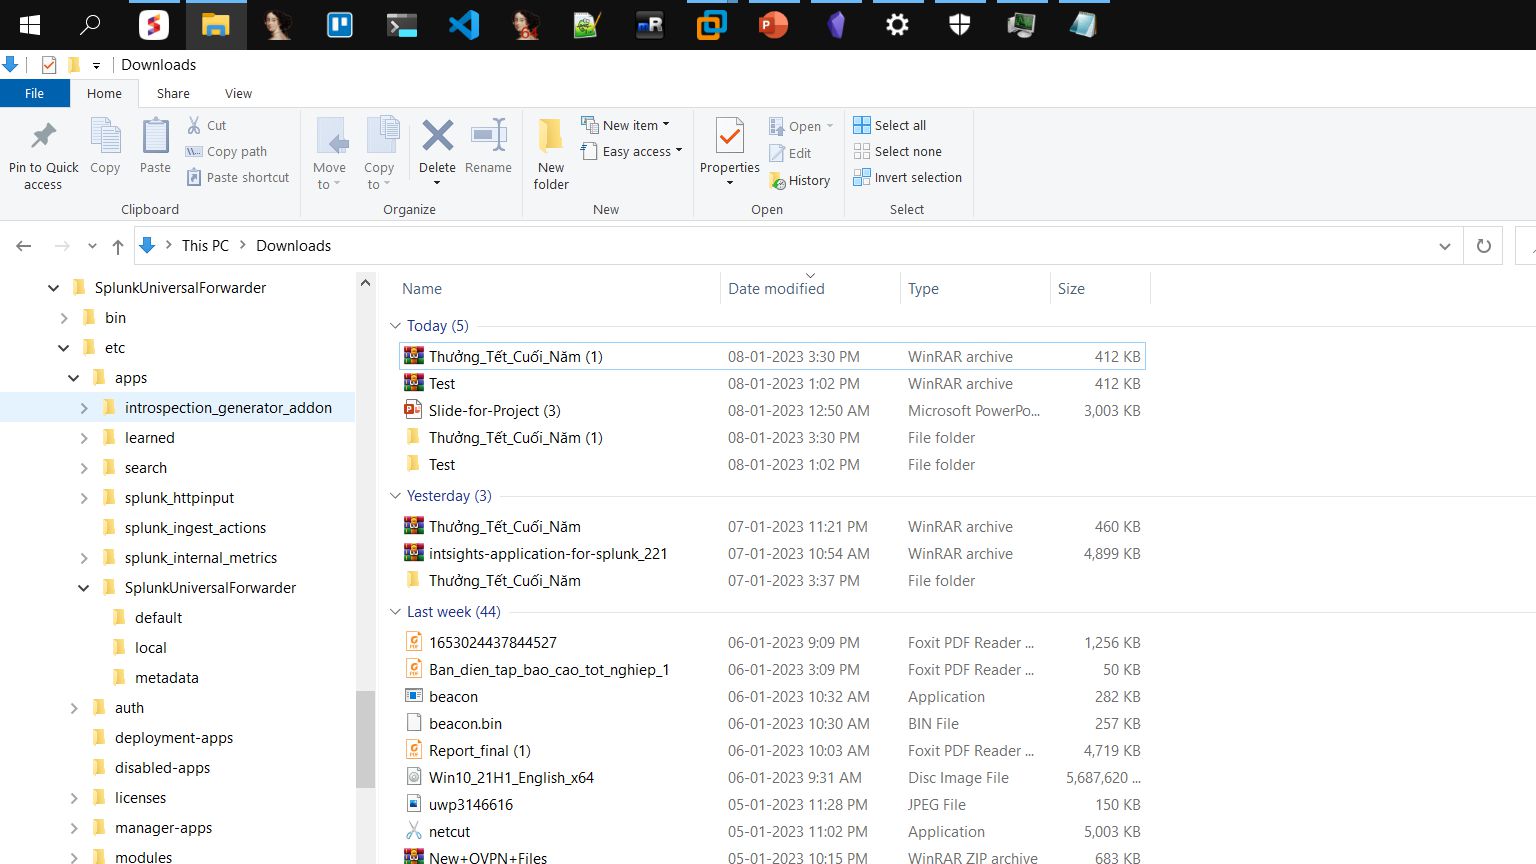 Downloads
File
Home
Share
View
Pin to Quick access
Copy
Paste
Cut
Copy path
Paste shortcut
Clipboard
Move to
Copy to
Delete
Rename
Organize
New folder
New item
Easy access
New
Properties
Open
Edit
History
Open
Select all
Select none
Invert selection
Select
This PC > Downloads
SplunkUniversalForwarder
bin
etc
apps
introspection_generator_addon
learned
search
splunk_httpinput
splunk_ingest_actions
splunk_internal_metrics
SplunkUniversalForwarder
default
local
metadata
auth
deployment-apps
disabled-apps
licenses
manager-apps
modules
Name Date modified Type Size
Today (5)
Thưởng_Tết_Cuối_Năm (1) 08-01-2023 3:30 PM WinRAR archive 412 KB
Test 08-01-2023 1:02 PM WinRAR archive 412 KB
Slide-for-Project (3) 08-01-2023 12:50 AM Microsoft PowerPo... 3,003 KB
Thưởng_Tết_Cuối_Năm (1) 08-01-2023 3:30 PM File folder
Test 08-01-2023 1:02 PM File folder
Yesterday (3)
Thưởng_Tết_Cuối_Năm 07-01-2023 11:21 PM WinRAR archive 460 KB
intsights-application-for-splunk_221 07-01-2023 10:54 AM WinRAR archive 4,899 KB
Thưởng_Tết_Cuối_Năm 07-01-2023 3:37 PM File folder
Last week (44)
1653024437844527 06-01-2023 9:09 PM Foxit PDF Reader ... 1,256 KB
Ban_dien_tap_bao_cao_tot_nghiep_1 06-01-2023 3:09 PM Foxit PDF Reader ... 50 KB
beacon 06-01-2023 10:32 AM Application 282 KB
beacon.bin 06-01-2023 10:30 AM BIN File 257 KB
Report_final (1) 06-01-2023 10:03 AM Foxit PDF Reader ... 4,719 KB
Win10_21H1_English_x64 06-01-2023 9:31 AM Disc Image File 5,687,620 ...
uwp3146616 05-01-2023 11:28 PM JPEG File 150 KB
netcut 05-01-2023 11:02 PM Application 5,003 KB
New+OVPN+Files 05-01-2023 10:15 PM WinRAR ZIP archive 683 KB